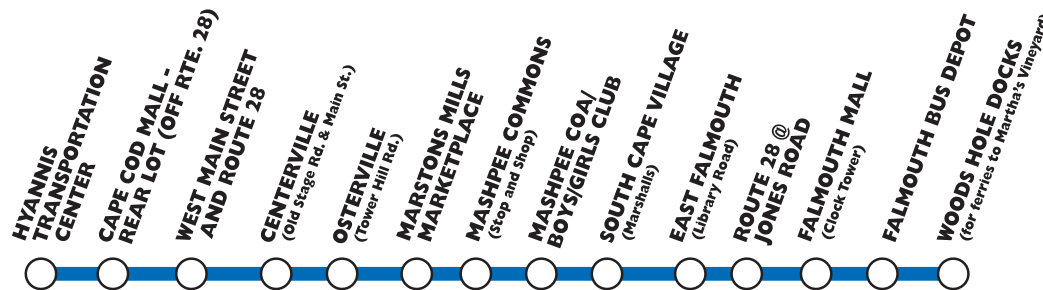 HYANNIS
TRANSPORTATION
CENTER
CAPE COD MALL -
REAR LOT (OFF RTE. 28)
WEST MAIN STREET
AND ROUTE 28
CENTERVILLE
(Old Stage Rd. & Main St.)
OSTERVILLE
(Tower Hill Rd.)
MARSTONS MILLS
MARKETPLACE
MASHPEE COMMONS
(Stop and Shop)
MASHPEE COA/
BOYS/GIRLS CLUB
SOUTH CAPE VILLAGE
(Marshalls)
EAST FALMOUTH
(Library Road)
ROUTE 28 @
JONES ROAD
FALMOUTH MALL
(Clock Tower)
FALMOUTH BUS DEPOT
WOODS HOLE DOCKS
(for ferries to Martha's Vineyard)